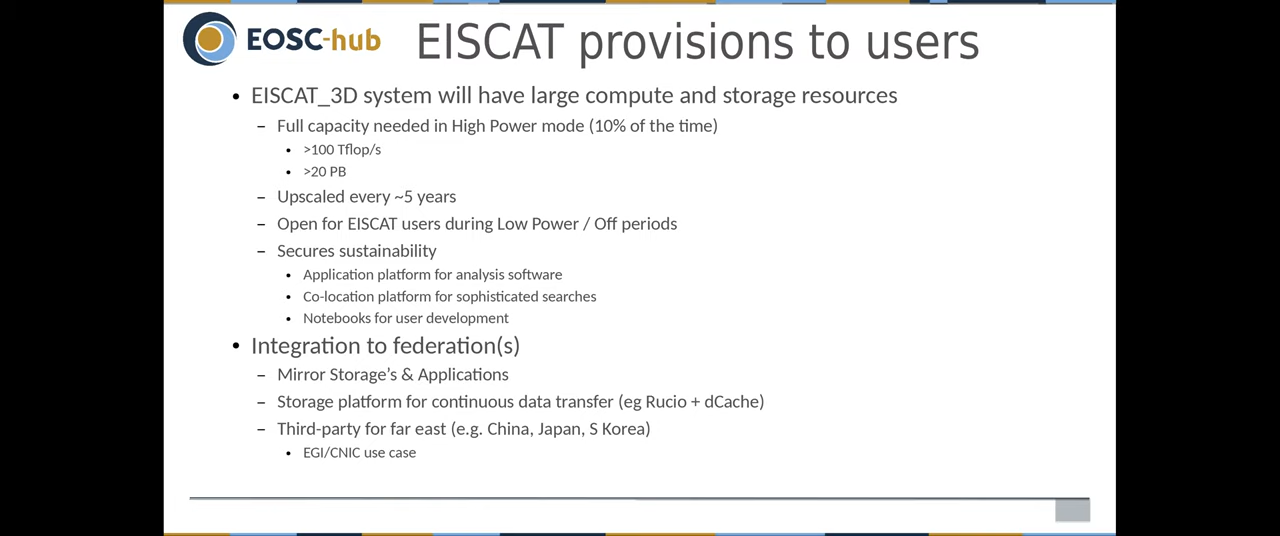 EOSC-hub
EISCAT provisions to users
• EISCAT_3D system will have large compute and storage resources
– Full capacity needed in High Power mode (10% of the time)
• >100 Tflop/s
• >20 PB
– Upscaled every ~5 years
– Open for EISCAT users during Low Power / Off periods
– Secures sustainability
• Application platform for analysis software
• Co-location platform for sophisticated searches
• Notebooks for user development
• Integration to federation(s)
– Mirror Storage’s & Applications
– Storage platform for continuous data transfer (eg Rucio + dCache)
– Third-party for far east (e.g. China, Japan, S Korea)
• EGI/CNIC use case